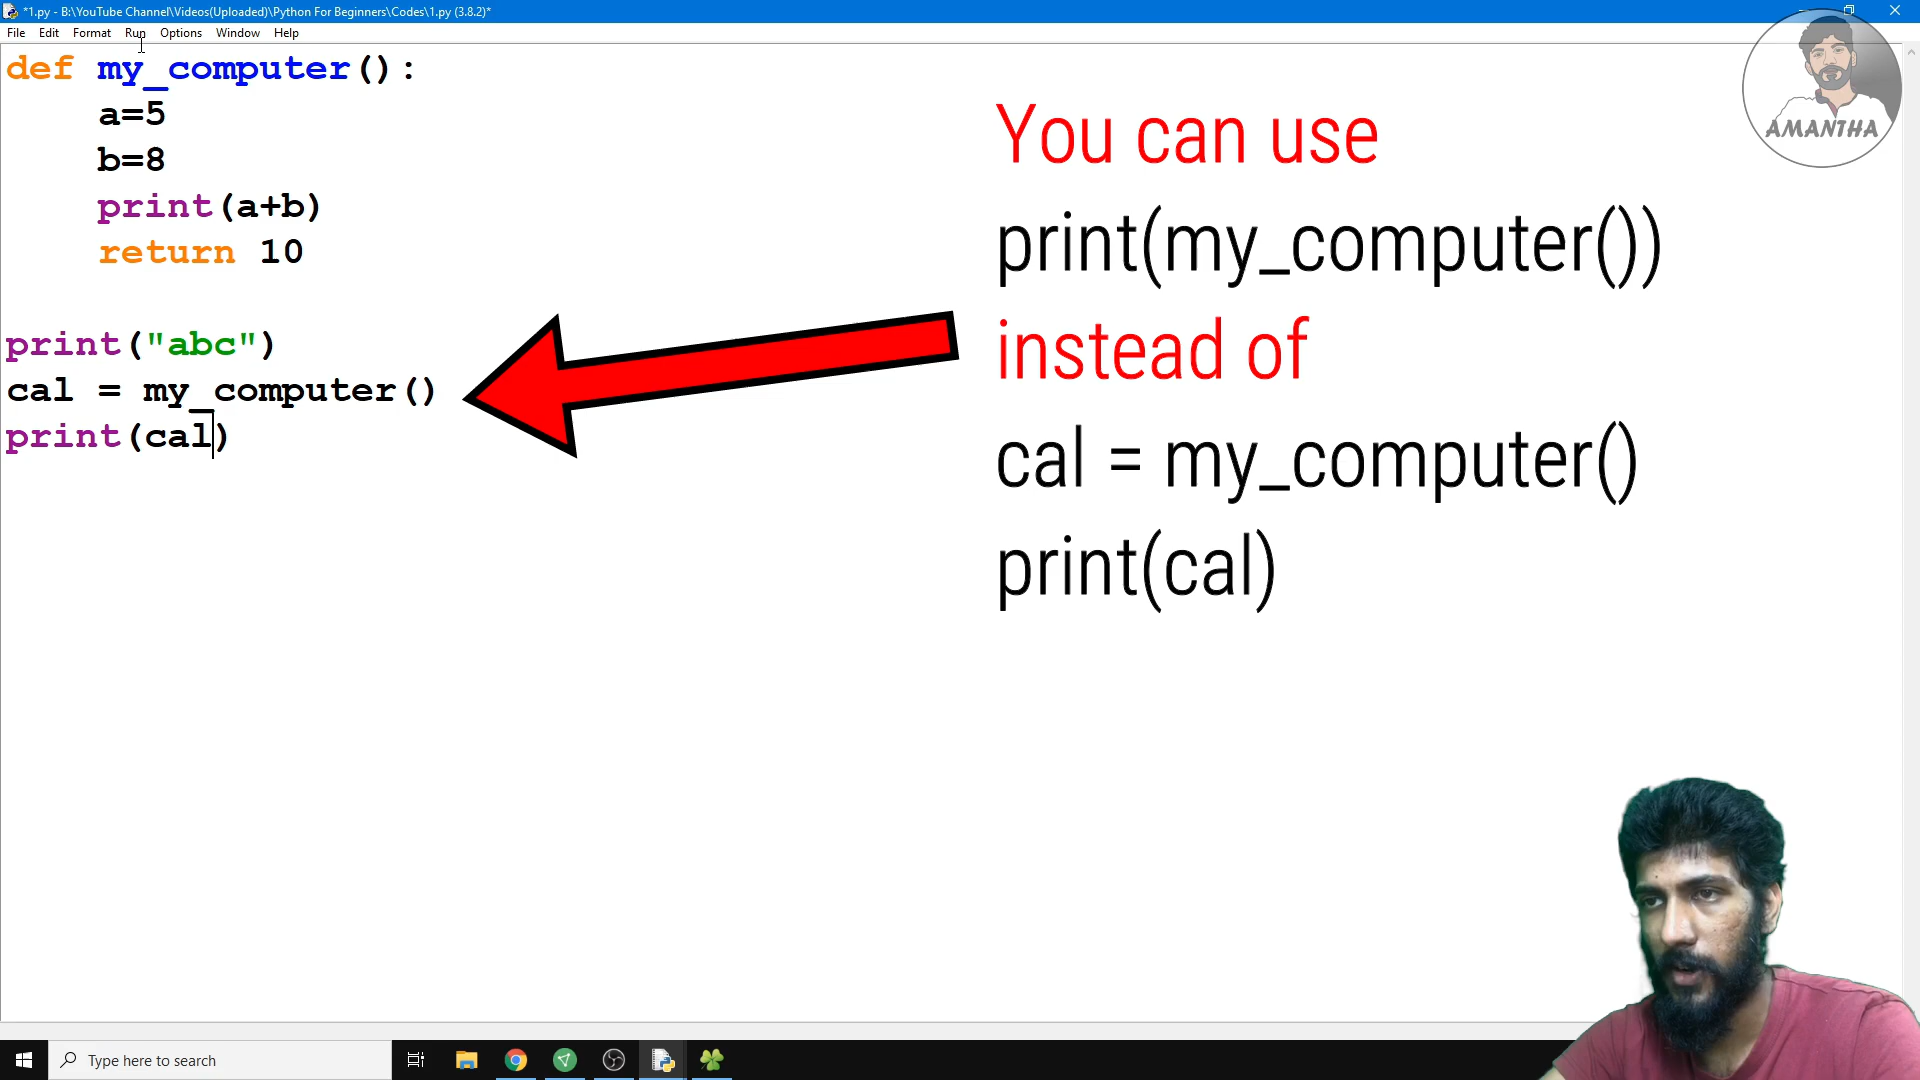 *1.py - B:\YouTube Channel\Videos(Uploaded)\Python For Beginners\Codes\1.py (3.8.2)*
File Edit Format Run Options Window Help
def my_computer():
    a=5
    b=8
    print(a+b)
    return 10
print("abc")
cal = my_computer()
print(cal)
You can use
print(my_computer())
instead of
cal = my_computer()
print(cal)
AMANTHA
Type here to search